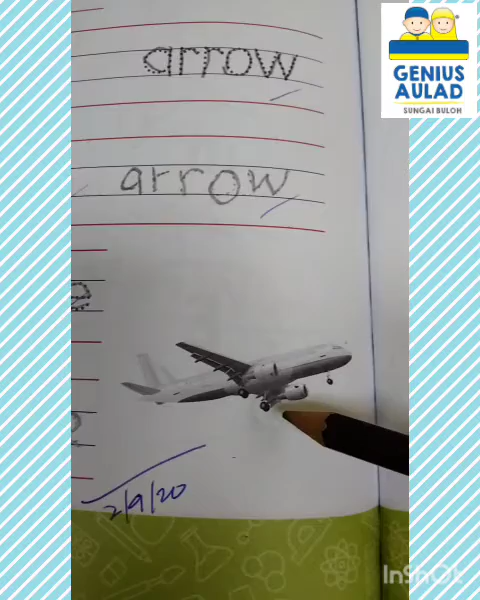 GENIUS
AULAD
SUNGAI BULOH
arrow
arrow
e
2/9/20
InShOt